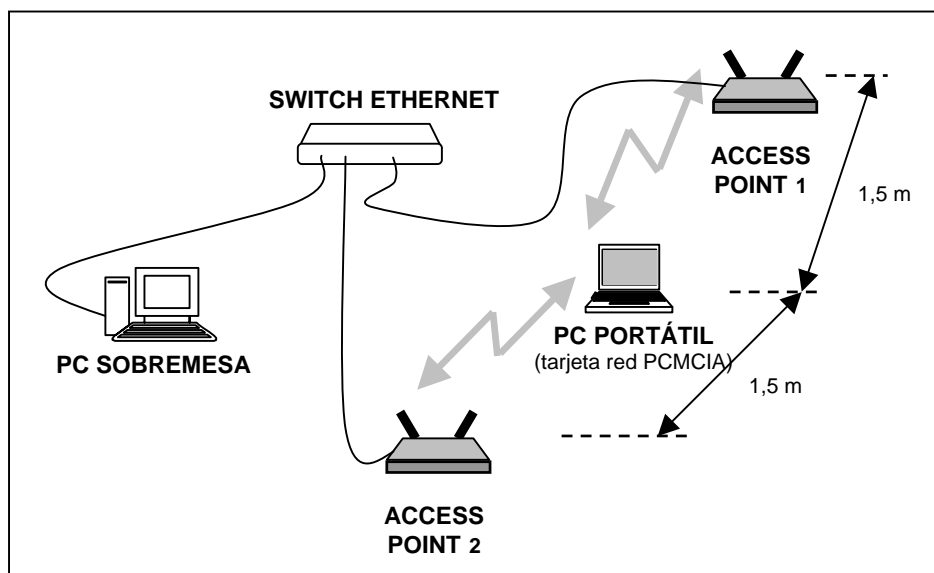 SWITCH ETHERNET
ACCESS
POINT 1
1,5 m
PC PORTÁTIL
(tarjeta red PCMCIA)
PC SOBREMESA
1,5 m
ACCESS
POINT 2